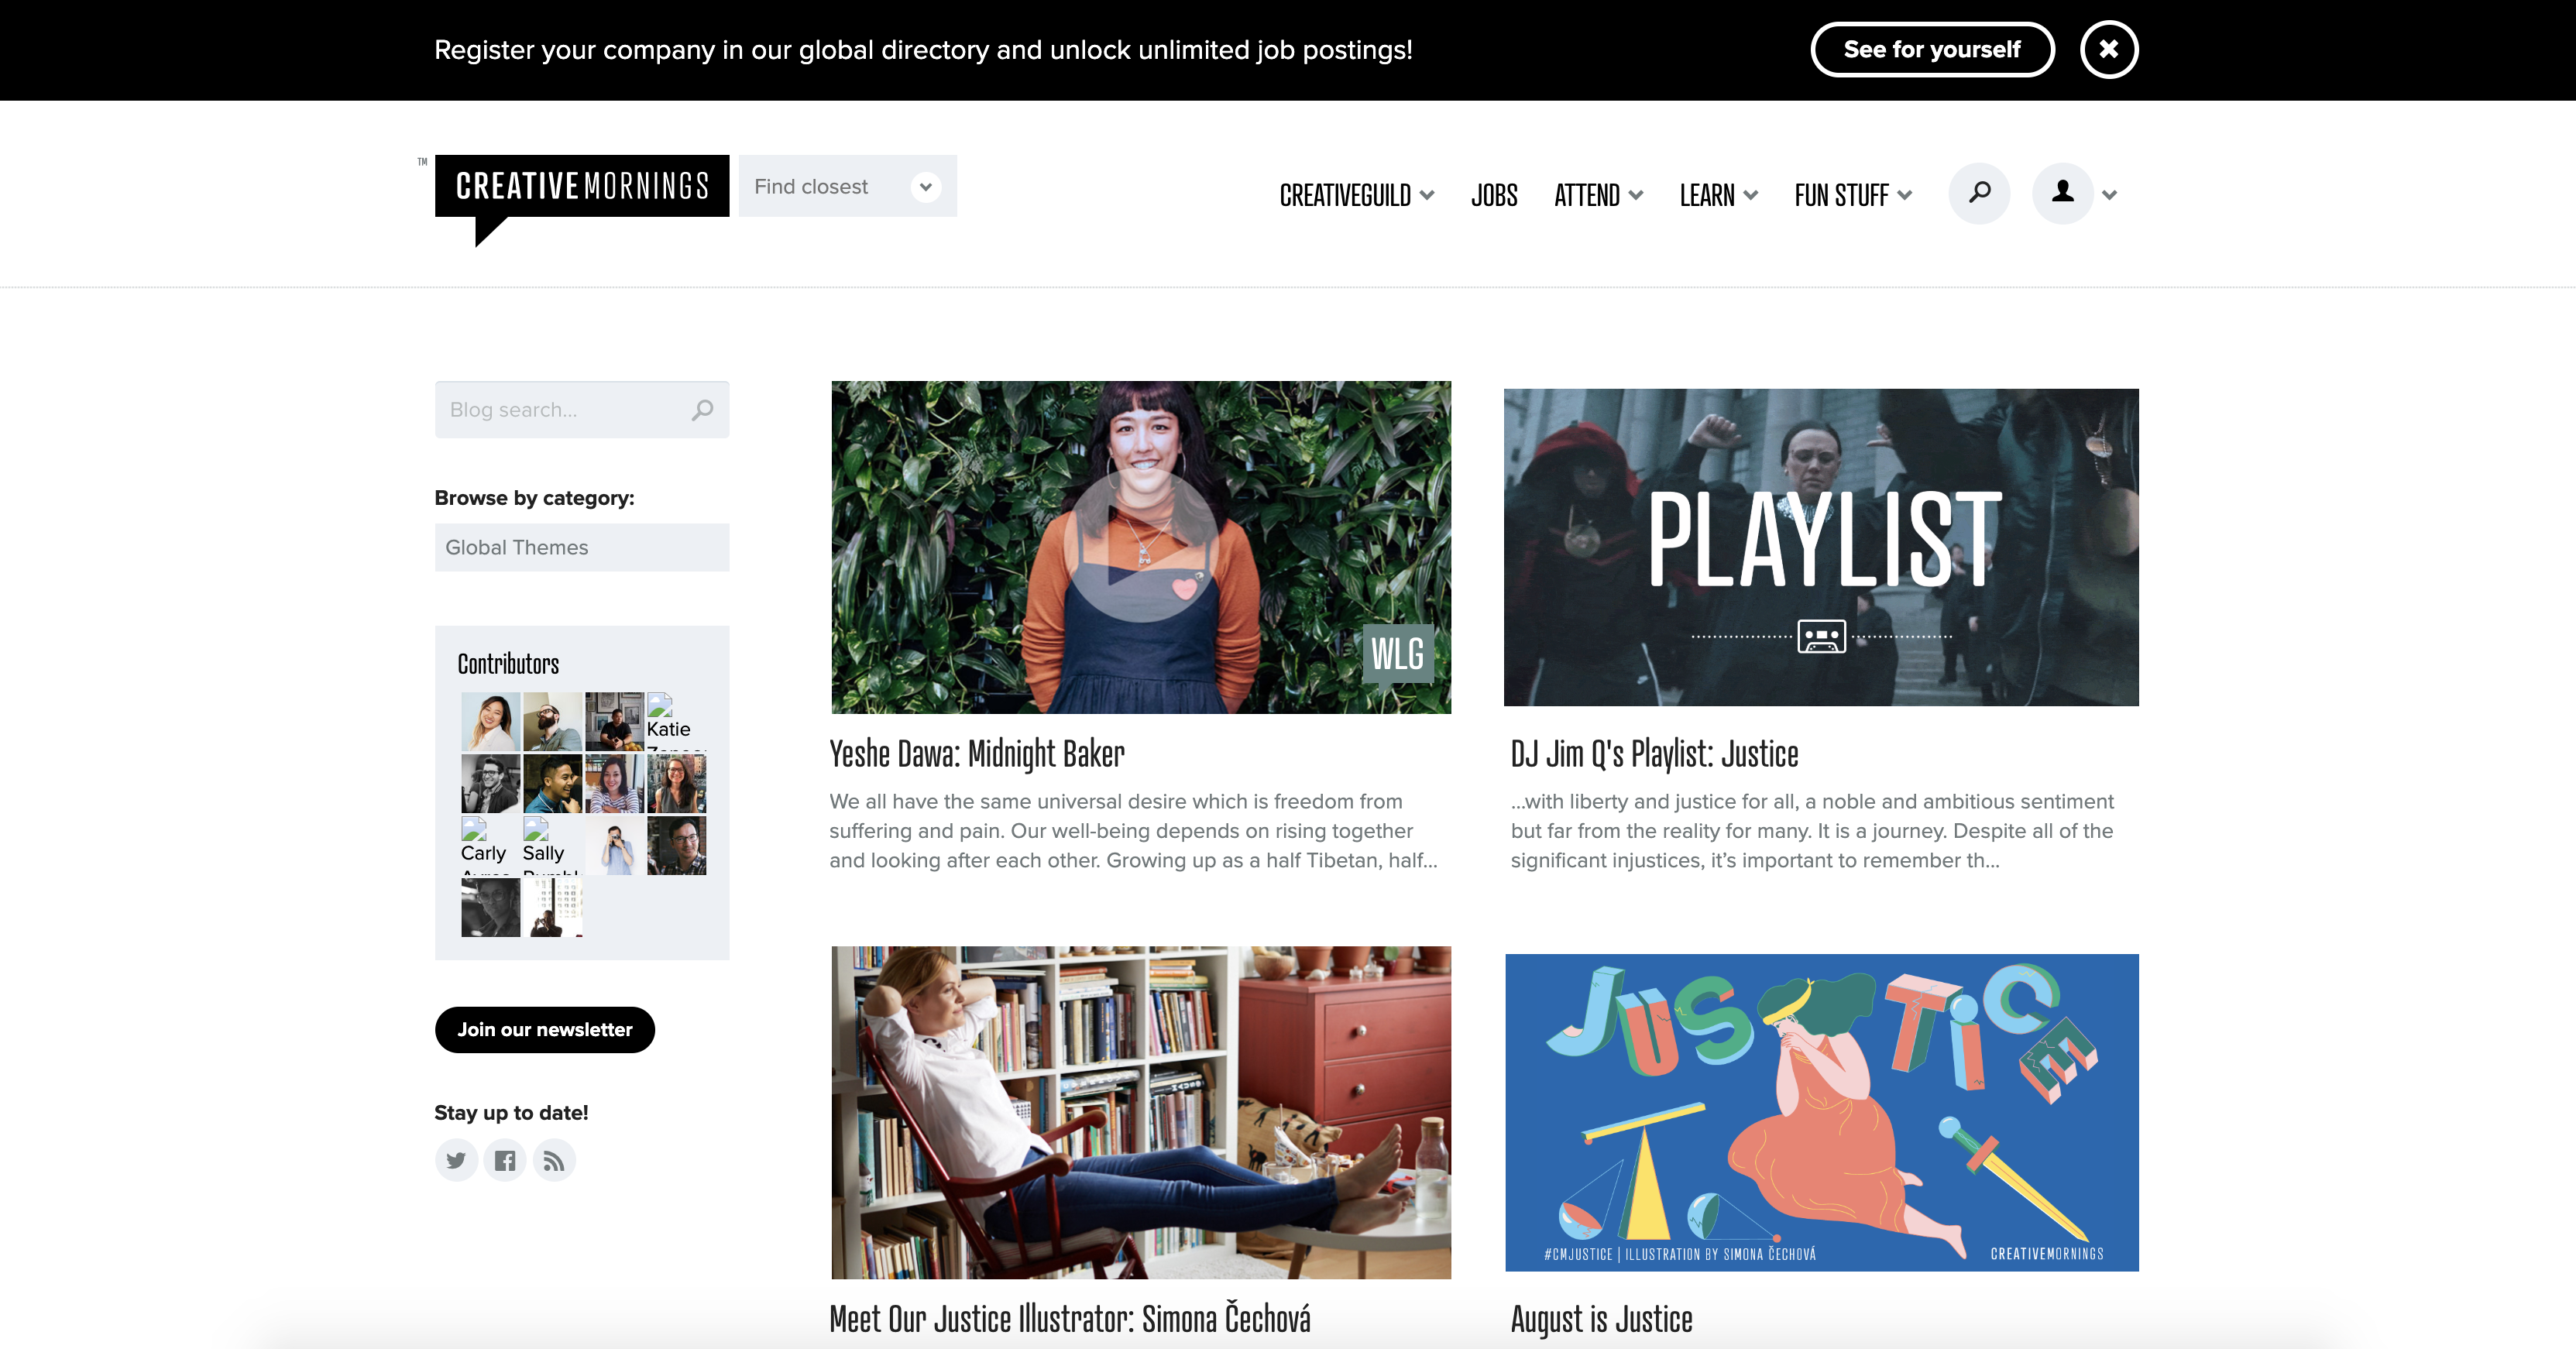 Register your company in our global directory and unlock unlimited job postings!
See for yourself
TM
CREATIVEMORNINGS
Find closest
CREATIVEGUILD
JOBS
ATTEND
LEARN
FUN STUFF
Blog search...
Browse by category:
Global Themes
Contributors
Katie
Carly
Sally
Join our newsletter
Stay up to date!
WLG
Yeshe Dawa: Midnight Baker
We all have the same universal desire which is freedom from
suffering and pain. Our well-being depends on rising together
and looking after each other. Growing up as a half Tibetan, half...
PLAYLIST
DJ Jim Q's Playlist: Justice
...with liberty and justice for all, a noble and ambitious sentiment
but far from the reality for many. It is a journey. Despite all of the
significant injustices, it’s important to remember th...
Meet Our Justice Illustrator: Simona Čechová
JUSTICE
#CMJUSTICE | ILLUSTRATION BY SIMONA ČECHOVÁ
CREATIVEMORNINGS
August is Justice